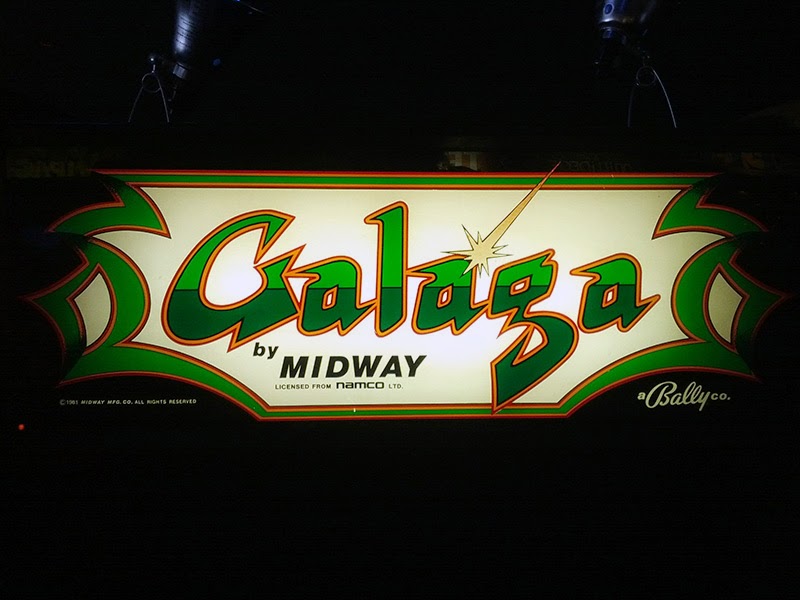 Galaga
by MIDWAY
LICENSED FROM namco LTD.
©1981 MIDWAY MFG. CO. ALL RIGHTS RESERVED
a Bally co.